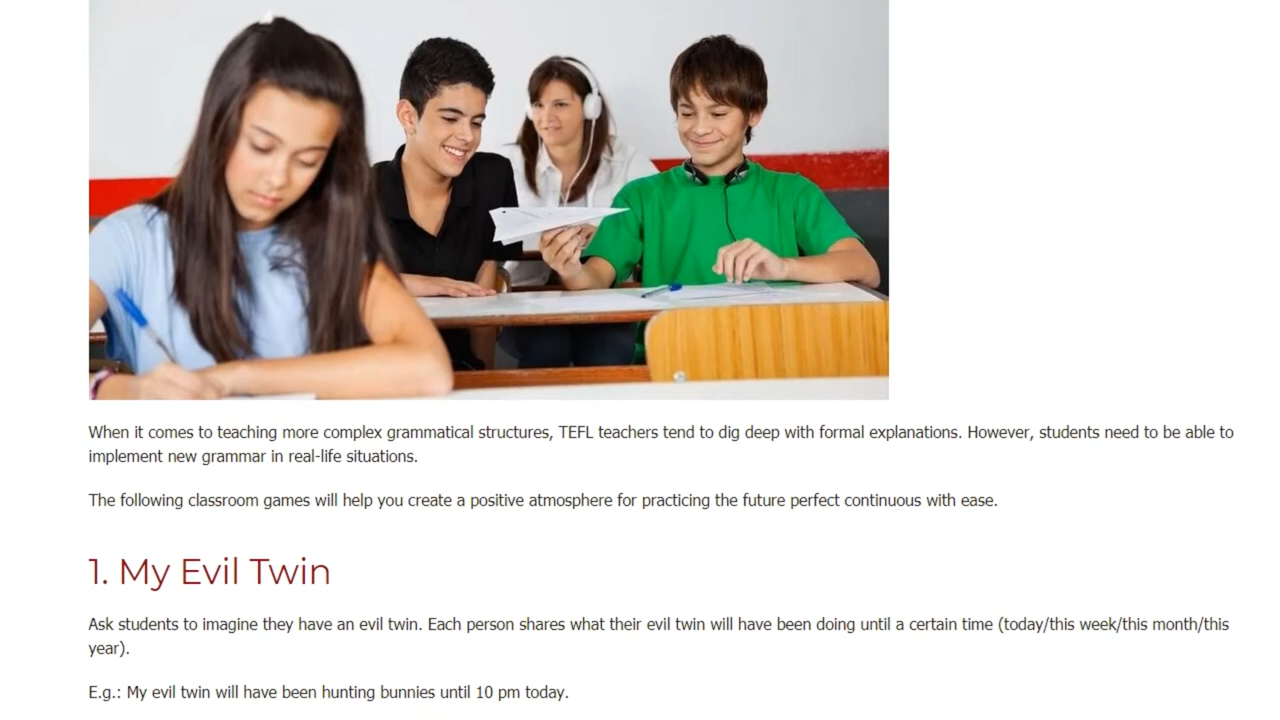 When it comes to teaching more complex grammatical structures, TEFL teachers tend to dig deep with formal explanations. However, students need to be able to
implement new grammar in real-life situations.
The following classroom games will help you create a positive atmosphere for practicing the future perfect continuous with ease.
1. My Evil Twin
Ask students to imagine they have an evil twin. Each person shares what their evil twin will have been doing until a certain time (today/this week/this month/this
year).
E.g.: My evil twin will have been hunting bunnies until 10 pm today.